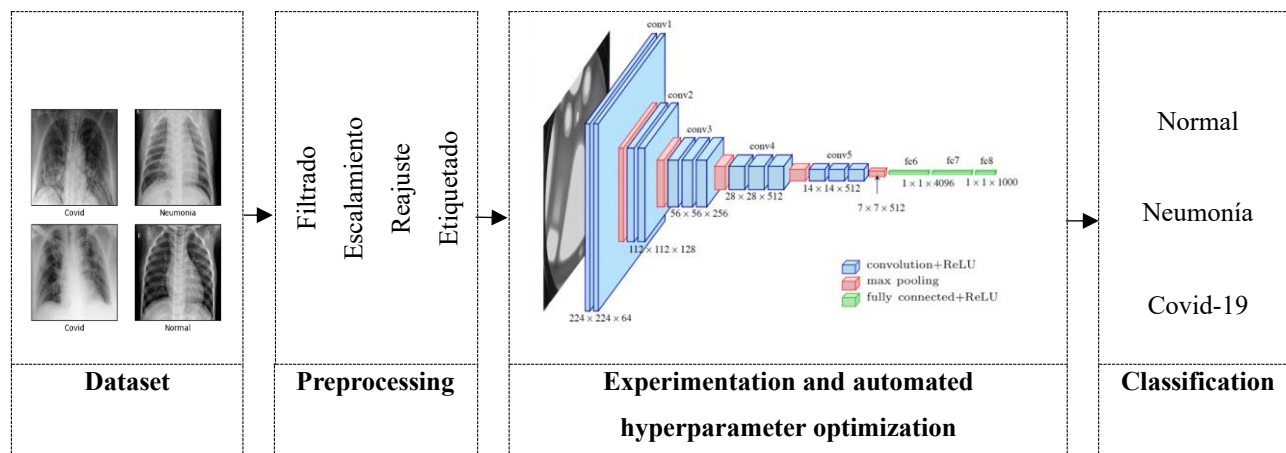 Covid
Neumonia
Covid
Normal
Dataset
Filtrado
Escalamiento
Reajuste
Etiquetado
Preprocessing
conv1
conv2
conv3
conv4
conv5
fc6
fc7
fc8
1 × 1 × 4096
1 × 1 × 1000
14 × 14 × 512
28 × 28 × 512
7 × 7 × 512
56 × 56 × 256
112 × 112 × 128
224 × 224 × 64
convolution+ReLU
max pooling
fully connected+ReLU
Experimentation and automated
hyperparameter optimization
Normal
Neumonía
Covid-19
Classification